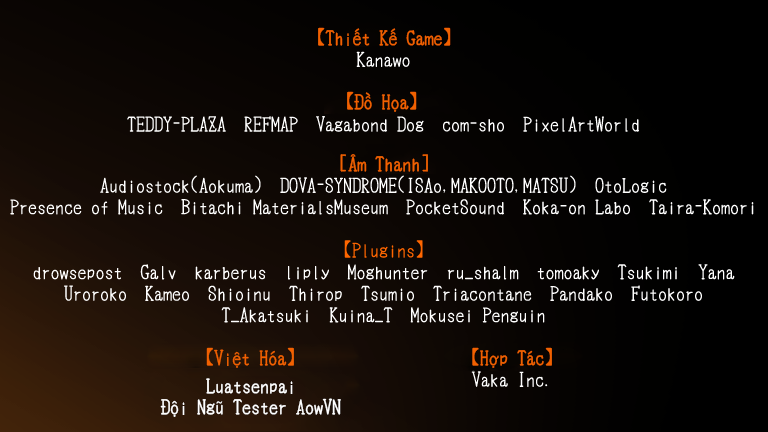 【Thiết Kế Game】
Kanawo
【Đồ Họa】
TEDDY-PLAZA REFMAP Vagabond Dog com-sho PixelArtWorld
[Âm Thanh]
Audiostock(Aokuma) DOVA-SYNDROME(ISAo,MAKOOTO,MATSU) OtoLogic
Presence of Music Bitachi MaterialsMuseum PocketSound Koka-on Labo Taira-Komori
【Plugins】
drowsepost Galv karberus liply Moghunter ru_shalm tomoaky Tsukimi Yana
Uroroko Kameo Shioinu Thirop Tsumio Triacontane Pandako Futokoro
T_Akatsuki Kuina_T Mokusei Penguin
【Việt Hóa】
Luatsenpai
Đội Ngũ Tester AowVN
【Hợp Tác】
Vaka Inc.